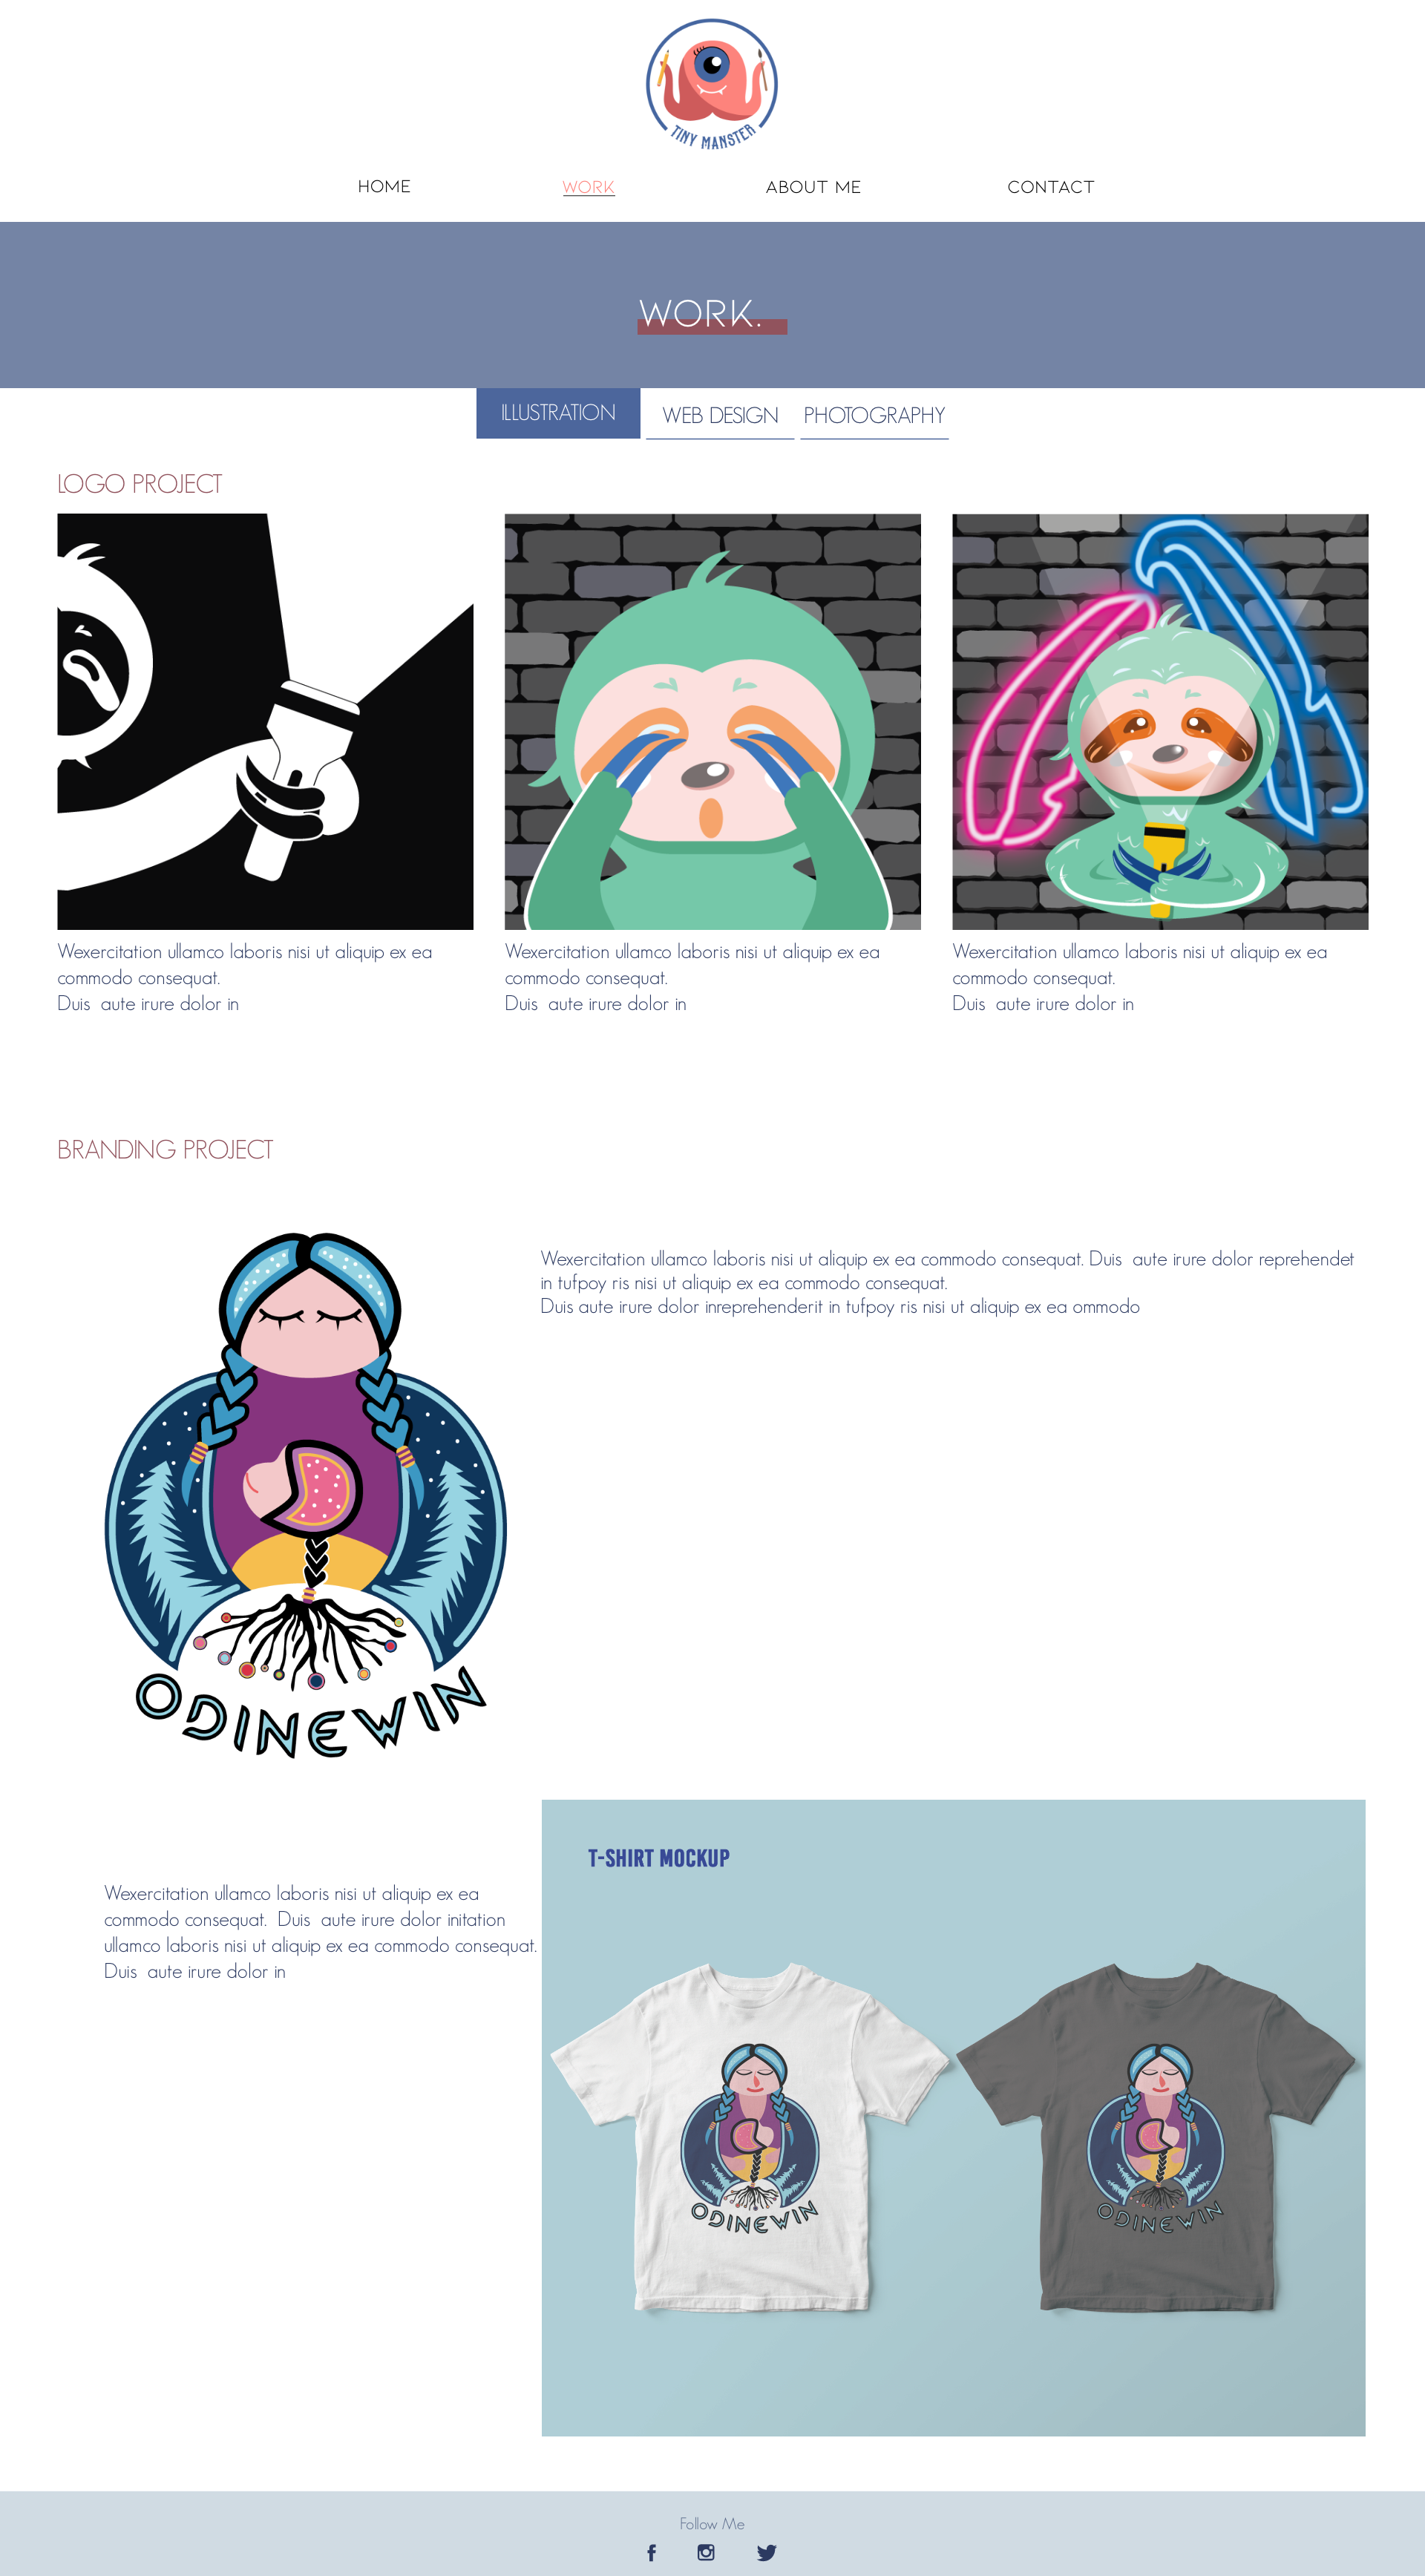 TINY MANSTER
HOME
WORK
ABOUT ME
CONTACT
WORK.
ILLUSTRATION
WEB DESIGN
PHOTOGRAPHY
LOGO PROJECT
Wexercitation ullamco laboris nisi ut aliquip ex ea
commodo consequat.
Duis aute irure dolor in
Wexercitation ullamco laboris nisi ut aliquip ex ea
commodo consequat.
Duis aute irure dolor in
Wexercitation ullamco laboris nisi ut aliquip ex ea
commodo consequat.
Duis aute irure dolor in
BRANDING PROJECT
Wexercitation ullamco laboris nisi ut aliquip ex ea commodo consequat. Duis aute irure dolor reprehendet
in tufpoy ris nisi ut aliquip ex ea commodo consequat.
Duis aute irure dolor inreprehenderit in tufpoy ris nisi ut aliquip ex ea ommodo
ODINEWIN
T-SHIRT MOCKUP
Wexercitation ullamco laboris nisi ut aliquip ex ea
commodo consequat. Duis aute irure dolor initation
ullamco laboris nisi ut aliquip ex ea commodo consequat.
Duis aute irure dolor in
ODINEWIN
ODINEWIN
Follow Me